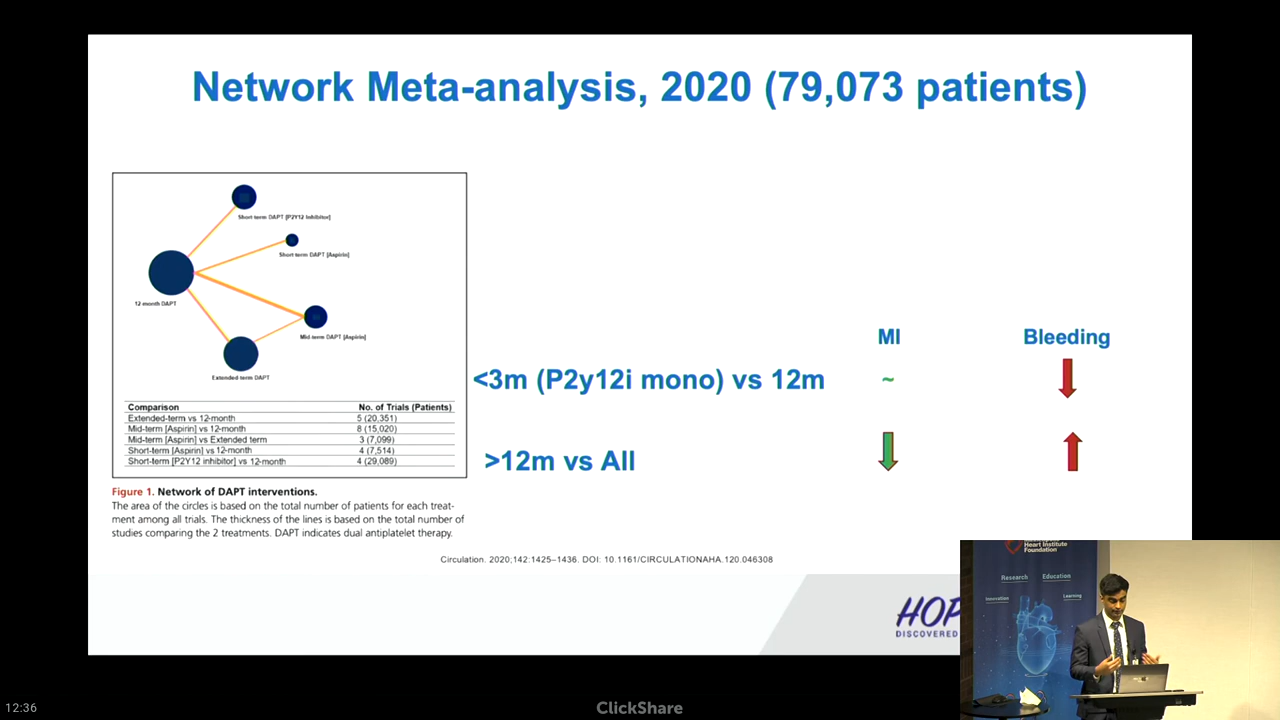 Network Meta-analysis, 2020 (79,073 patients)
Short term DAPT [P2Y12 Inhibitor]
Short term DAPT [Aspirin]
12 month DAPT
Mid-term DAPT [Aspirin]
Extended term DAPT
Comparison No. of Trials (Patients)
Extended-term vs 12-month 5 (20,351)
Mid-term [Aspirin] vs 12-month 8 (15,020)
Mid-term [Aspirin] vs Extended term 3 (7,099)
Short-term [Aspirin] vs 12-month 4 (7,514)
Short-term [P2Y12 inhibitor] vs 12-month 4 (29,089)
Figure 1. Network of DAPT interventions.
The area of the circles is based on the total number of patients for each treat-
ment among all trials. The thickness of the lines is based on the total number of
studies comparing the 2 treatments. DAPT indicates dual antiplatelet therapy.
MI Bleeding
<3m (P2y12i mono) vs 12m ~
>12m vs All
Circulation. 2020;142:1425–1436. DOI: 10.1161/CIRCULATIONAHA.120.046308
HOP
DISCOVERED
Heart Institute
Foundation
Research Education
Innovation Learning
12:36
ClickShare